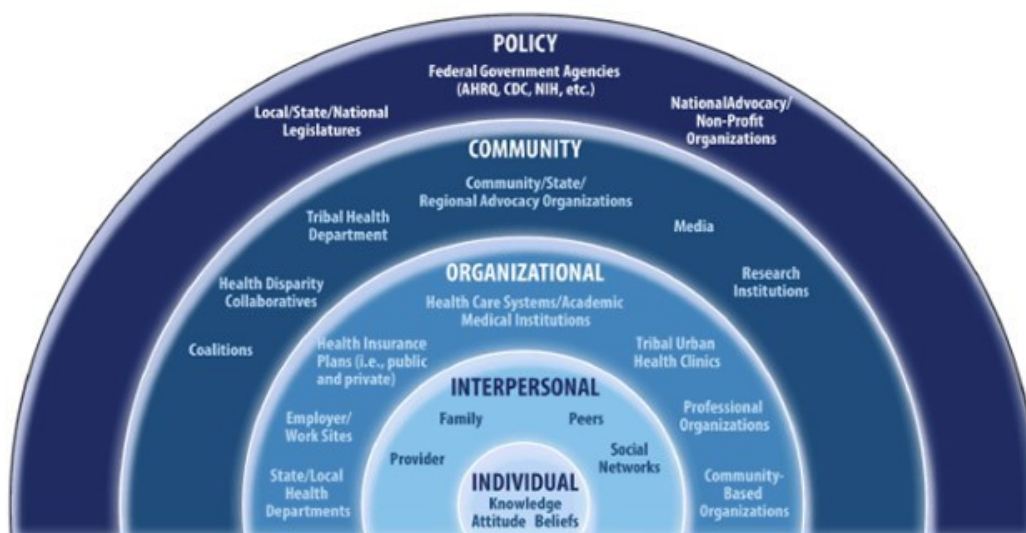 POLICY
Federal Government Agencies
(AHRQ, CDC, NIH, etc.)
Local/State/National
Legislatures
NationalAdvocacy/
Non-Profit
Organizations
COMMUNITY
Community/State/
Regional Advocacy Organizations
Tribal Health
Department
Media
Health Disparity
Collaboratives
Research
Institutions
Coalitions
ORGANIZATIONAL
Health Care Systems/Academic
Medical Institutions
Health Insurance
Plans (i.e., public
and private)
Tribal Urban
Health Clinics
Employer/
Work Sites
Professional
Organizations
State/Local
Health
Departments
Community-
Based
Organizations
INTERPERSONAL
Family
Peers
Provider
Social
Networks
INDIVIDUAL
Knowledge
Attitude Beliefs